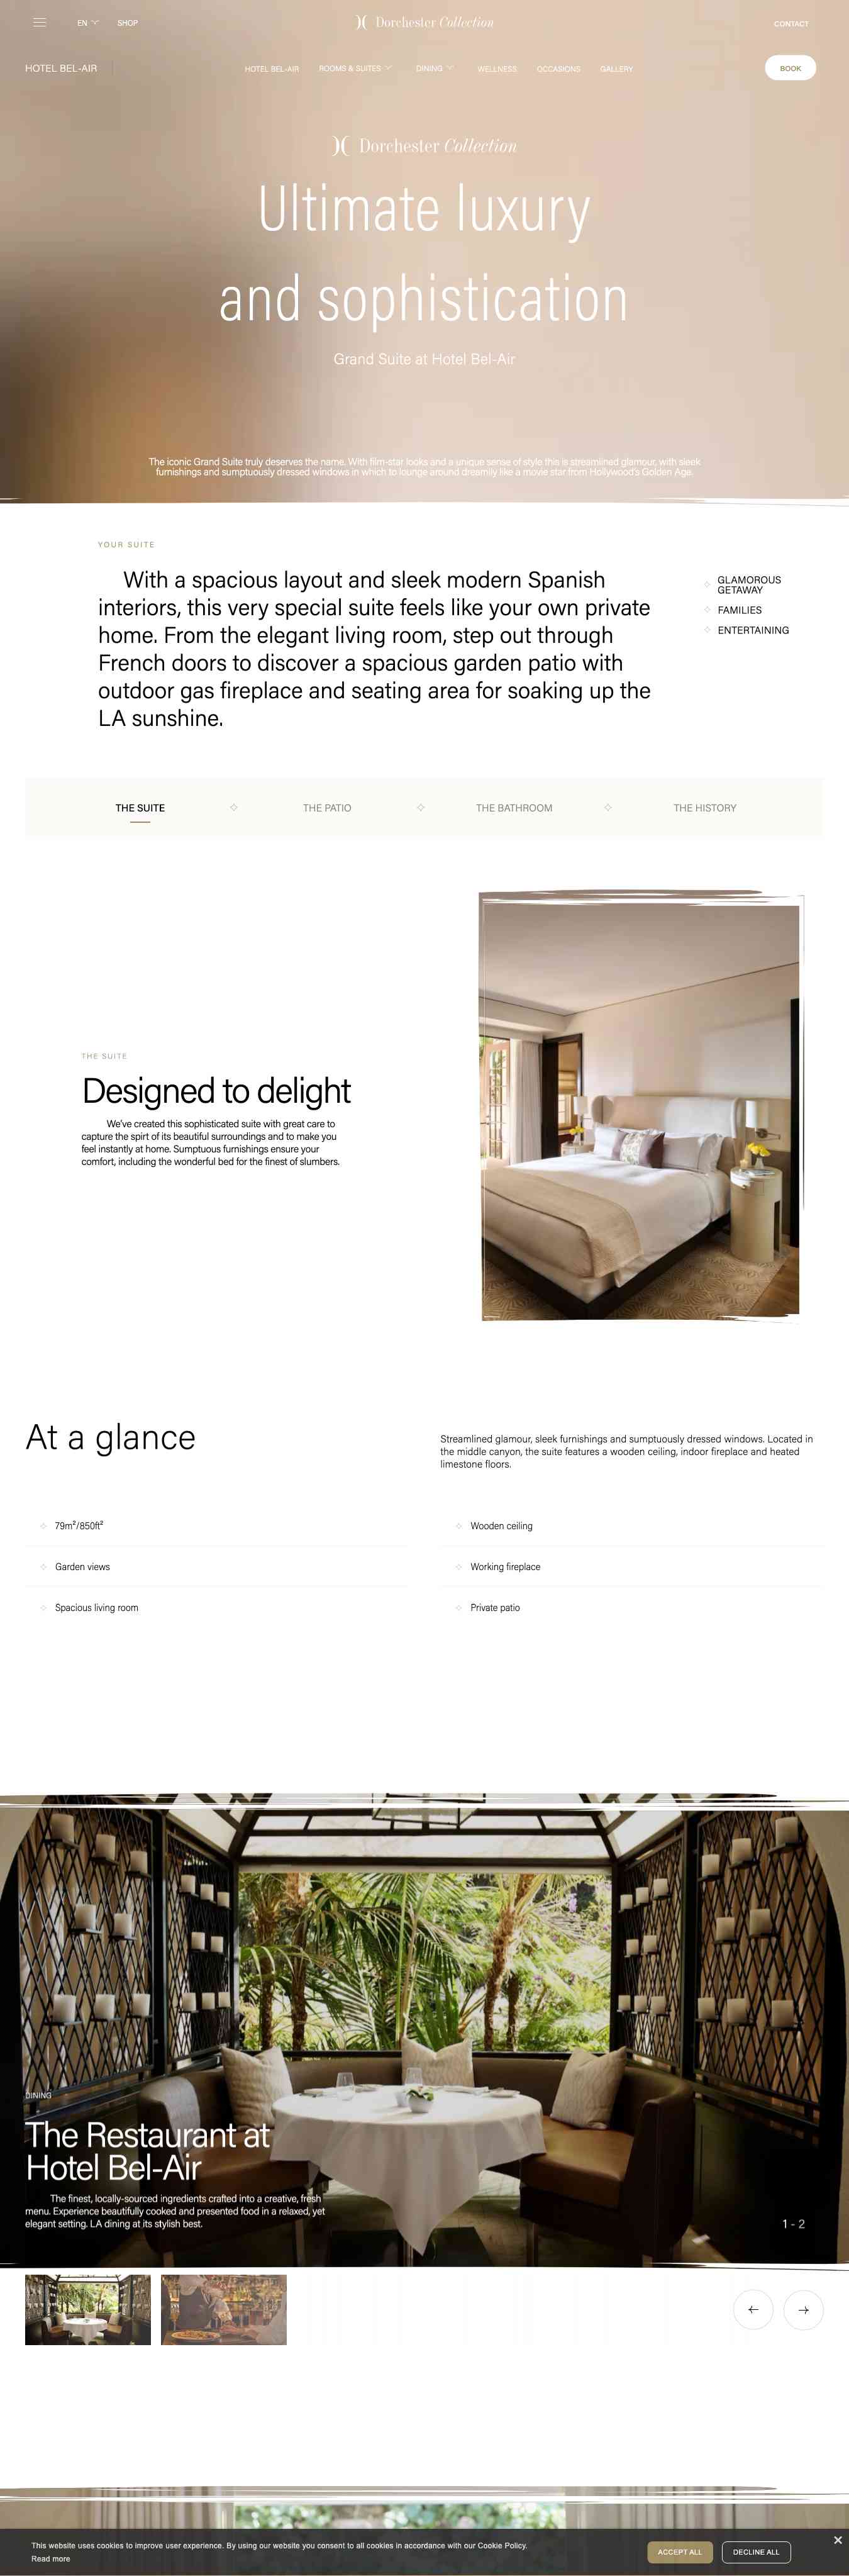 EN
SHOP
Dorchester Collection
CONTACT
HOTEL BEL-AIR
HOTEL BEL-AIR
ROOMS & SUITES
DINING
WELLNESS
OCCASIONS
GALLERY
BOOK
Dorchester Collection
Ultimate luxury
and sophistication
Grand Suite at Hotel Bel-Air
The iconic Grand Suite truly deserves the name. With film-star looks and a unique sense of style this is streamlined glamour, with sleek
furnishings and sumptuously dressed windows in which to lounge around dreamily like a movie star from Hollywood's Golden Age.
YOUR SUITE
With a spacious layout and sleek modern Spanish
interiors, this very special suite feels like your own private
home. From the elegant living room, step out through
French doors to discover a spacious garden patio with
outdoor gas fireplace and seating area for soaking up the
LA sunshine.
GLAMOROUS
GETAWAY
FAMILIES
ENTERTAINING
THE SUITE
THE PATIO
THE BATHROOM
THE HISTORY
THE SUITE
Designed to delight
We've created this sophisticated suite with great care to
capture the spirt of its beautiful surroundings and to make you
feel instantly at home. Sumptuous furnishings ensure your
comfort, including the wonderful bed for the finest of slumbers.
At a glance
Streamlined glamour, sleek furnishings and sumptuously dressed windows. Located in
the middle canyon, the suite features a wooden ceiling, indoor fireplace and heated
limestone floors.
79m²/850ft²
Garden views
Spacious living room
Wooden ceiling
Working fireplace
Private patio
DINING
The Restaurant at
Hotel Bel-Air
The finest, locally-sourced ingredients crafted into a creative, fresh
menu. Experience beautifully cooked and presented food in a relaxed, yet
elegant setting. LA dining at its stylish best.
1 - 2
This website uses cookies to improve user experience. By using our website you consent to all cookies in accordance with our Cookie Policy.
Read more
ACCEPT ALL
DECLINE ALL